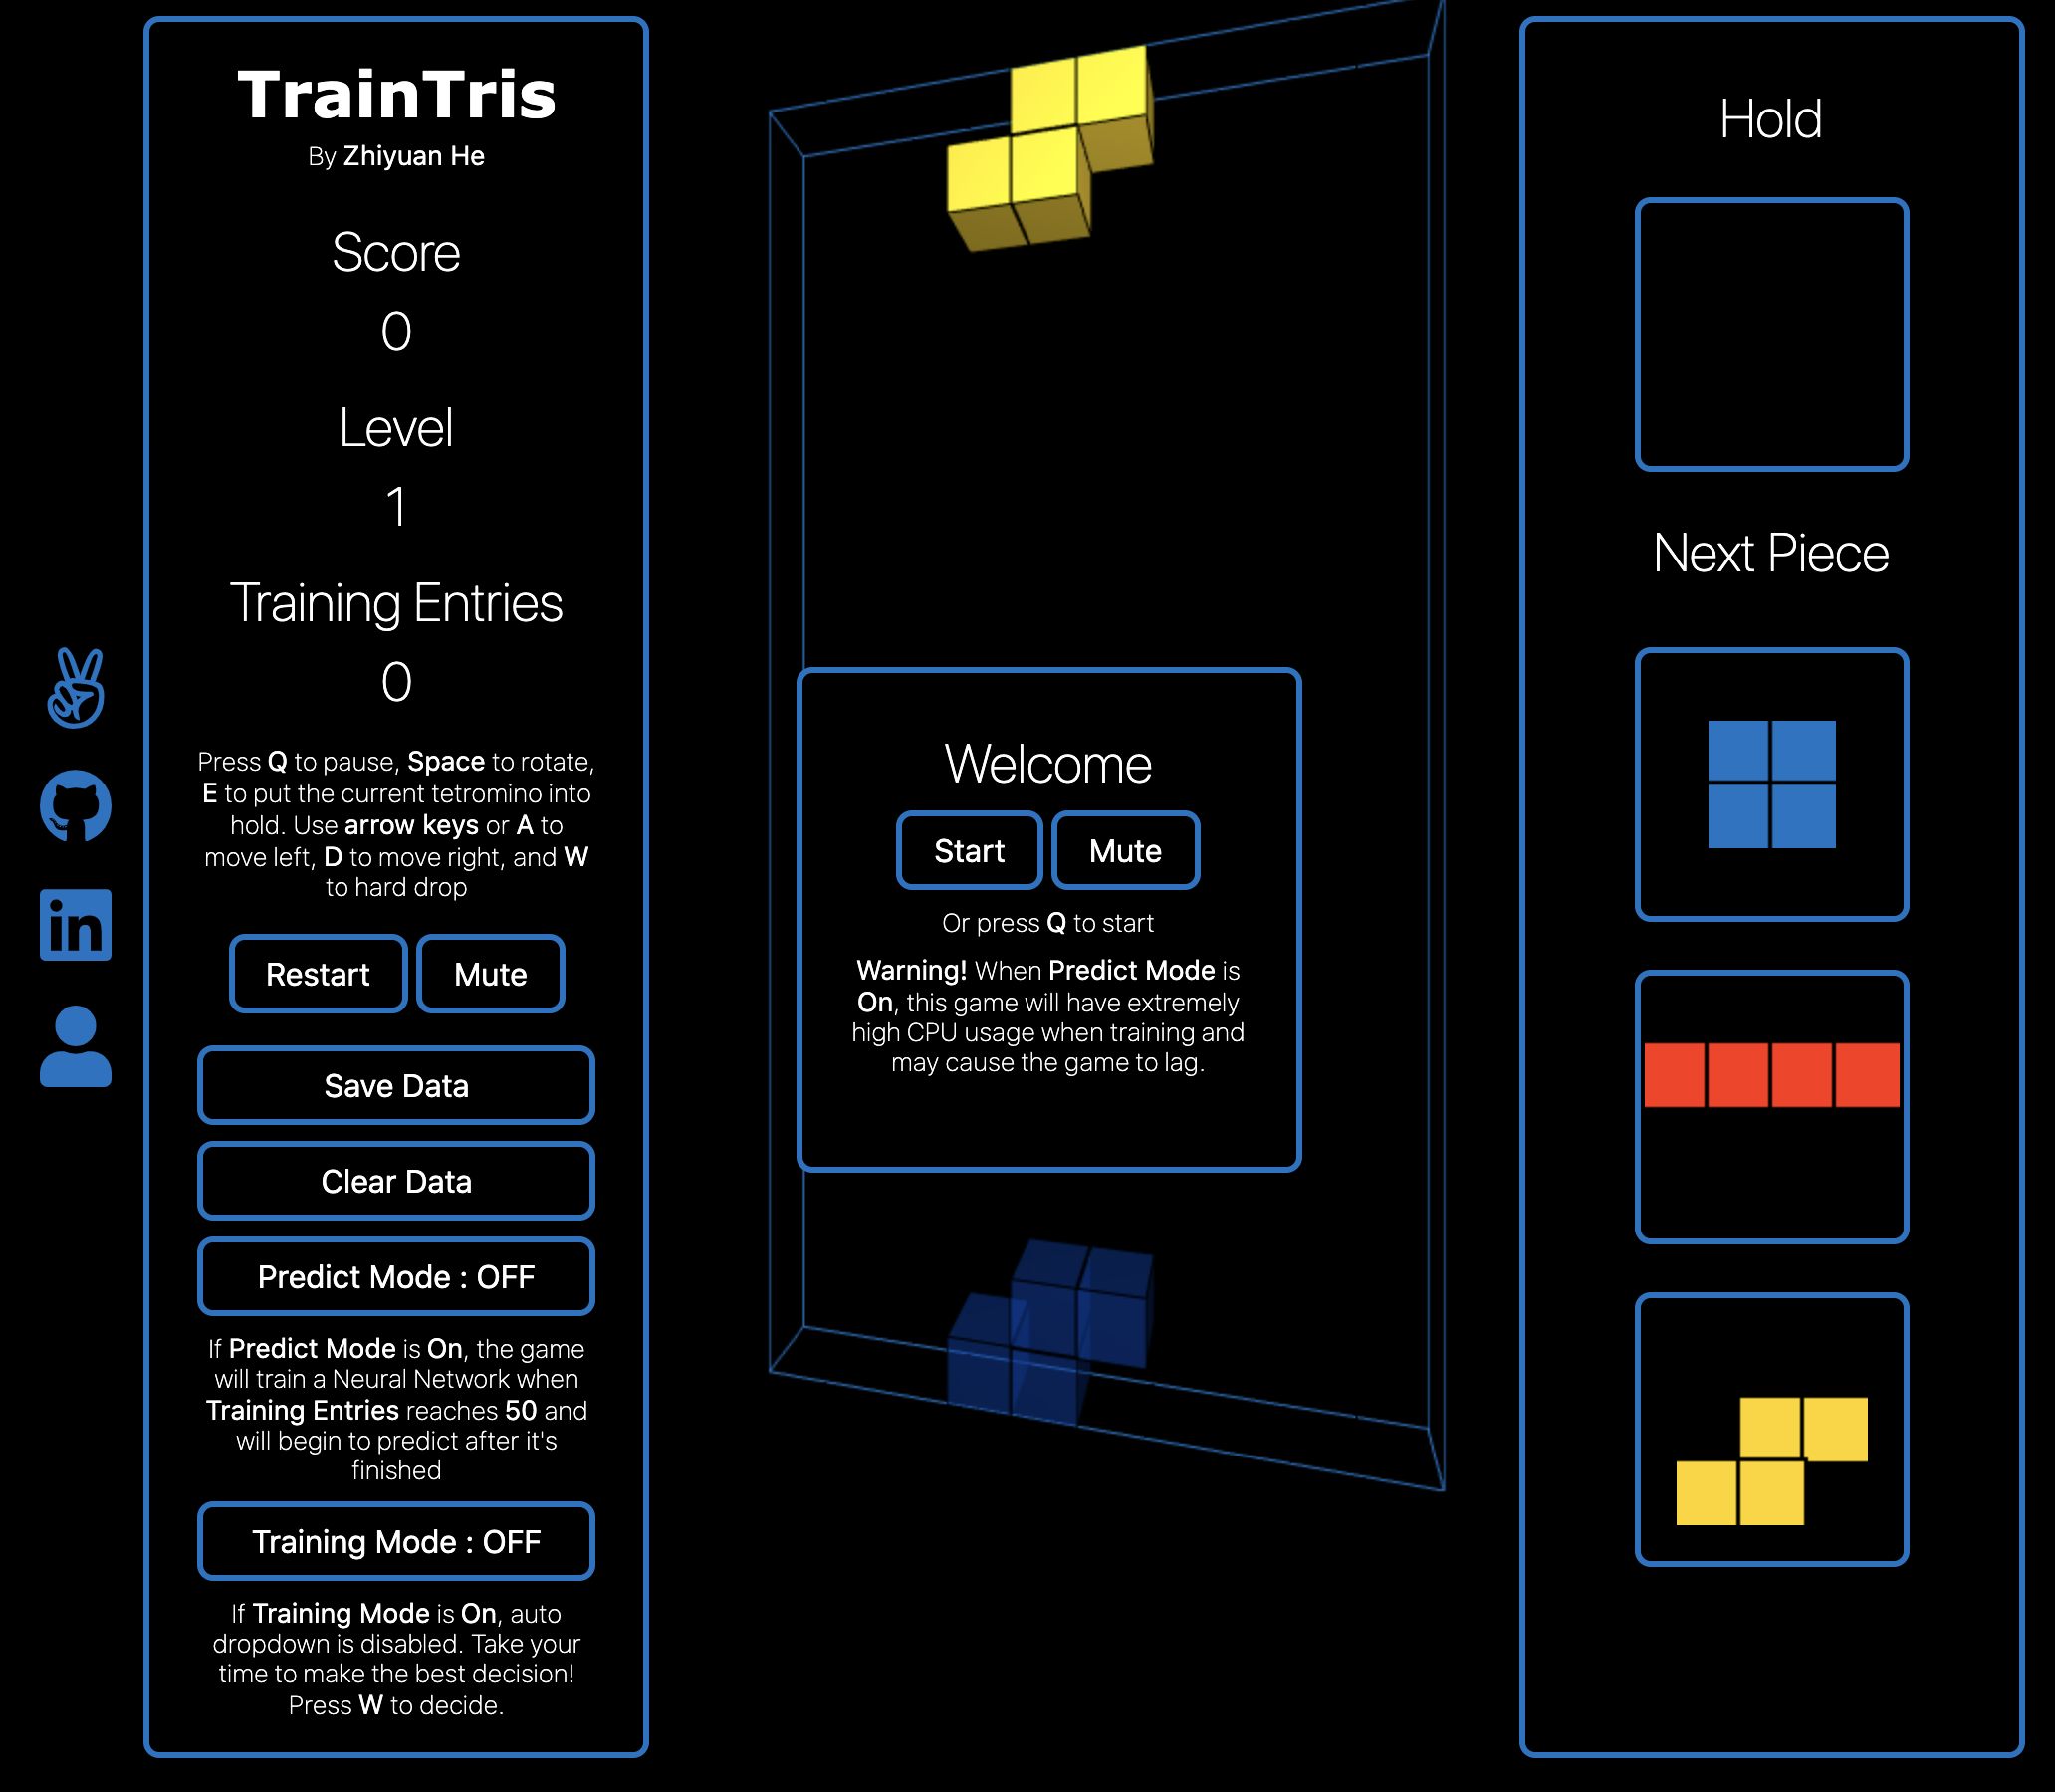 TrainTris
By Zhiyuan He
Score
0
Level
1
Training Entries
0
Press Q to pause, Space to rotate,
E to put the current tetromino into
hold. Use arrow keys or A to
move left, D to move right, and W
to hard drop
Restart
Mute
Save Data
Clear Data
Predict Mode : OFF
If Predict Mode is On, the game
will train a Neural Network when
Training Entries reaches 50 and
will begin to predict after it's
finished
Training Mode : OFF
If Training Mode is On, auto
dropdown is disabled. Take your
time to make the best decision!
Press W to decide.
in
Welcome
Start
Mute
Or press Q to start
Warning! When Predict Mode is
On, this game will have extremely
high CPU usage when training and
may cause the game to lag.
Hold
Next Piece